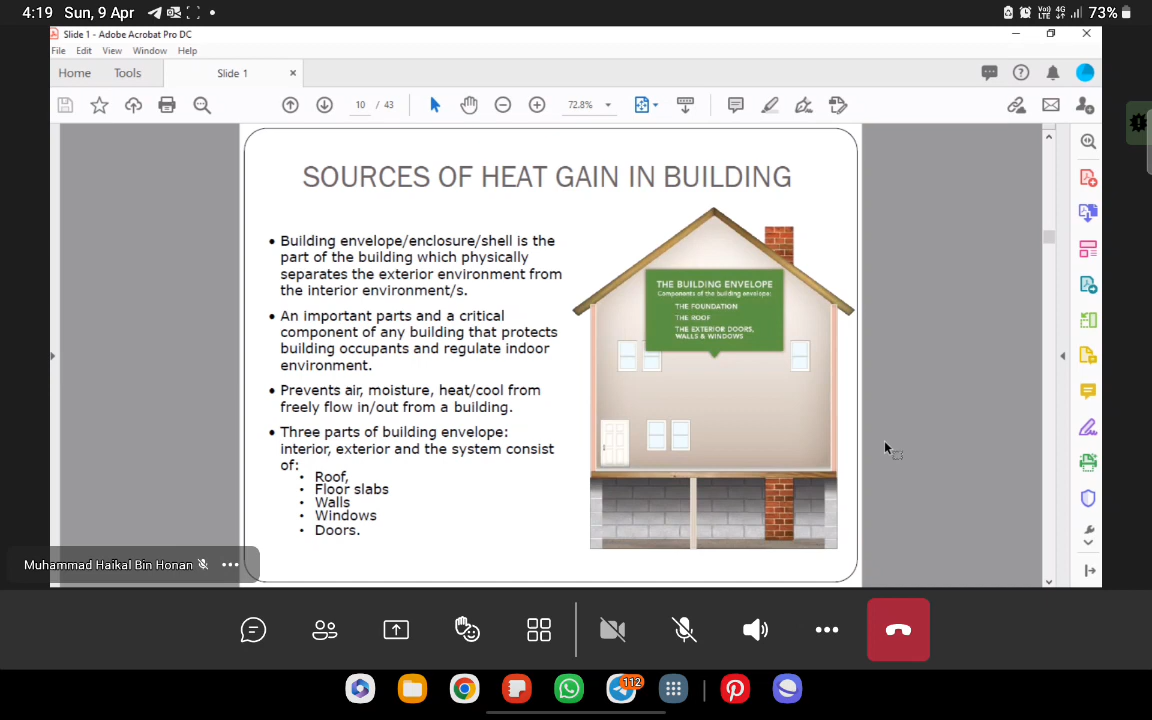 4:19 Sun, 9 Apr
73%
Slide 1 - Adobe Acrobat Pro DC
File Edit View Window Help
Home Tools Slide 1
10 / 43
72.8%
SOURCES OF HEAT GAIN IN BUILDING
• Building envelope/enclosure/shell is the
part of the building which physically
separates the exterior environment from
the interior environment/s.
• An important parts and a critical
component of any building that protects
building occupants and regulate indoor
environment.
• Prevents air, moisture, heat/cool from
freely flow in/out from a building.
• Three parts of building envelope:
interior, exterior and the system consist
of:
• Roof,
• Floor slabs
• Walls
• Windows
• Doors.
THE BUILDING ENVELOPE
Components of the building envelope:
THE FOUNDATION
THE ROOF
THE EXTERIOR DOORS,
WALLS & WINDOWS
Muhammad Haikal Bin Honan
112